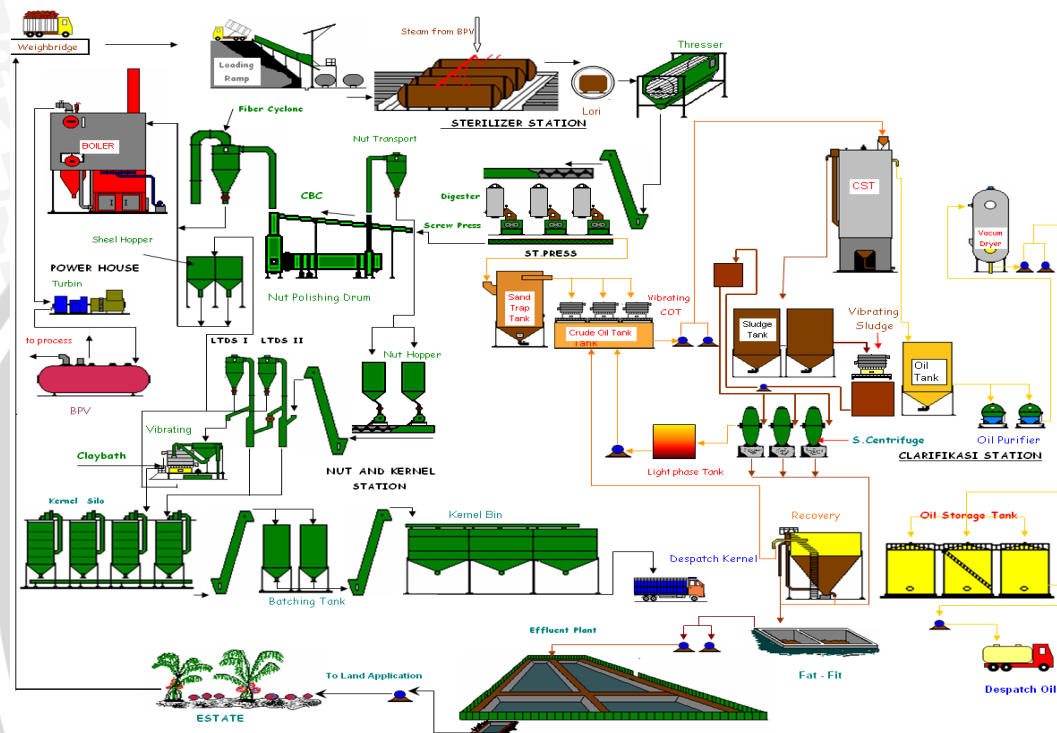 Weighbridge
Loading
Ramp
Steam from BPV
Lori
Thresser
STERILIZER STATION
Fiber Cyclone
BOILER
Nut Transport
CBC
Digester
Screw Press
ST.PRESS
CST
Vacum
Dryer
Sheel Hopper
POWER HOUSE
Turbin
Nut Polishing Drum
Sand
Trap
Tank
Vibrating
COT
Crude Oil Tank
Tank
Sludge
Tank
Vibrating
Sludge
Oil
Tank
to process
BPV
LTDS I
LTDS II
Nut Hopper
Vibrating
Claybath
NUT AND KERNEL
STATION
Light phase Tank
S.Centrifuge
Oil Purifier
CLARIFIKASI STATION
Kernel Silo
Batching Tank
Kernel Bin
Despatch Kernel
Recovery
Oil Storage Tank
Effluent Plant
Fat - Fit
To Land Application
ESTATE
Despatch Oil